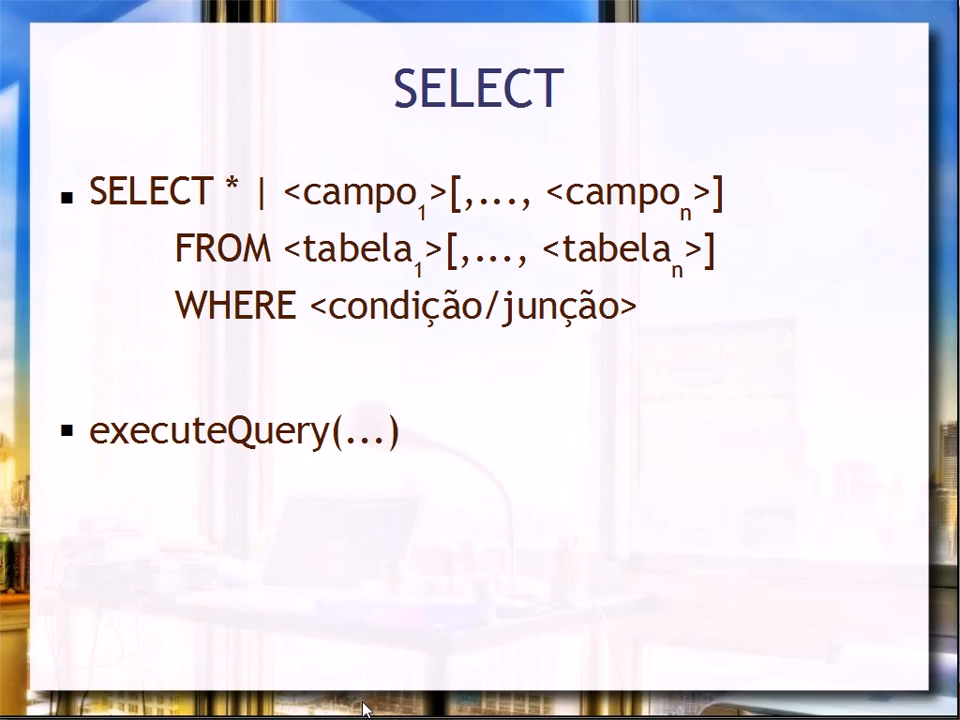 SELECT
▪ SELECT * | <campo₁>[,..., <campoₙ>]
FROM <tabela₁>[,..., <tabelaₙ>]
WHERE <condição/junção>
▪ executeQuery(...)